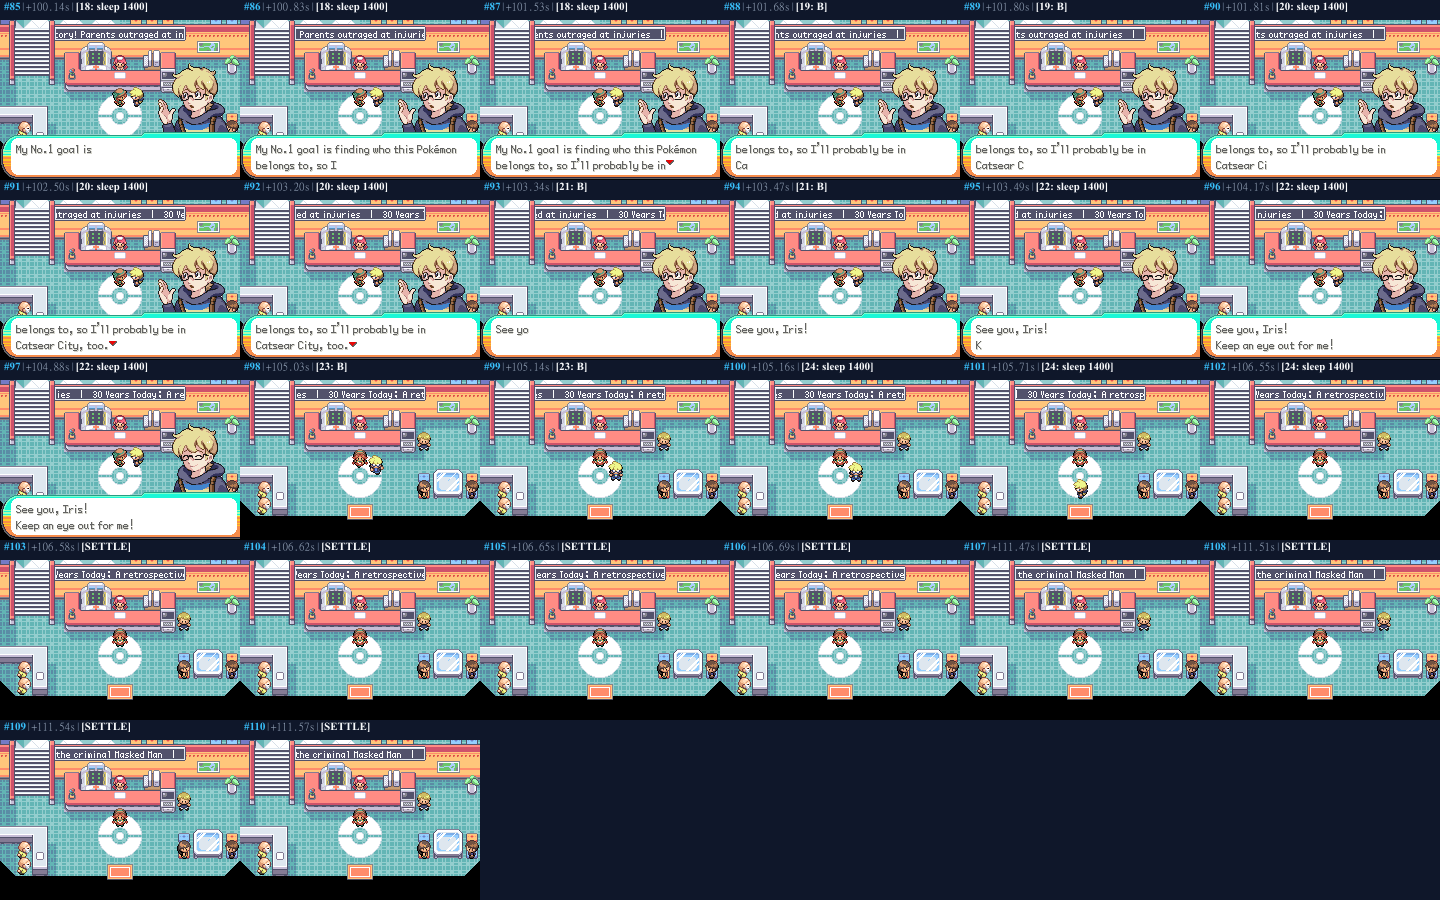 #85|+100.14s|[18: sleep 1400]
tory! Parents outraged at in
My No.1 goal is
#86|+100.83s|[18: sleep 1400]
Parents outraged at injurie
My No.1 goal is finding who this Pokémon
belongs to, so I
#87|+101.53s|[18: sleep 1400]
ents outraged at injuries |
My No.1 goal is finding who this Pokémon
belongs to, so I'll probably be in
#88|+101.68s|[19: B]
nts outraged at injuries |
belongs to, so I'll probably be in
Ca
#89|+101.80s|[19: B]
ts outraged at injuries |
belongs to, so I'll probably be in
Catsear C
#90|+101.81s|[20: sleep 1400]
ts outraged at injuries |
belongs to, so I'll probably be in
Catsear Ci
#91|+102.50s|[20: sleep 1400]
utraged at injuries | 30 Ye
belongs to, so I'll probably be in
Catsear City, too.
#92|+103.20s|[20: sleep 1400]
ed at injuries | 30 Years
belongs to, so I'll probably be in
Catsear City, too.
#93|+103.34s|[21: B]
d at injuries | 30 Years T
See yo
#94|+103.47s|[21: B]
d at injuries | 30 Years To
See you, Iris!
#95|+103.49s|[22: sleep 1400]
d at injuries | 30 Years To
See you, Iris!
K
#96|+104.17s|[22: sleep 1400]
njuries | 30 Years Today:
See you, Iris!
Keep an eye out for me!
#97|+104.88s|[22: sleep 1400]
ies | 30 Years Today: A re
See you, Iris!
Keep an eye out for me!
#98|+105.03s|[23: B]
es | 30 Years Today: A ret
#99|+105.14s|[23: B]
es | 30 Years Today: A retr
#100|+105.16s|[24: sleep 1400]
s | 30 Years Today: A retr
#101|+105.71s|[24: sleep 1400]
| 30 Years Today: A retrosp
#102|+106.55s|[24: sleep 1400]
Years Today: A retrospectiv
#103|+106.58s|[SETTLE]
Years Today: A retrospective
#104|+106.62s|[SETTLE]
Years Today: A retrospective
#105|+106.65s|[SETTLE]
ears Today: A retrospective
#106|+106.69s|[SETTLE]
ears Today: A retrospective
#107|+111.47s|[SETTLE]
the criminal Masked Man |
#108|+111.51s|[SETTLE]
the criminal Masked Man |
#109|+111.54s|[SETTLE]
the criminal Masked Man |
#110|+111.57s|[SETTLE]
the criminal Masked Man |